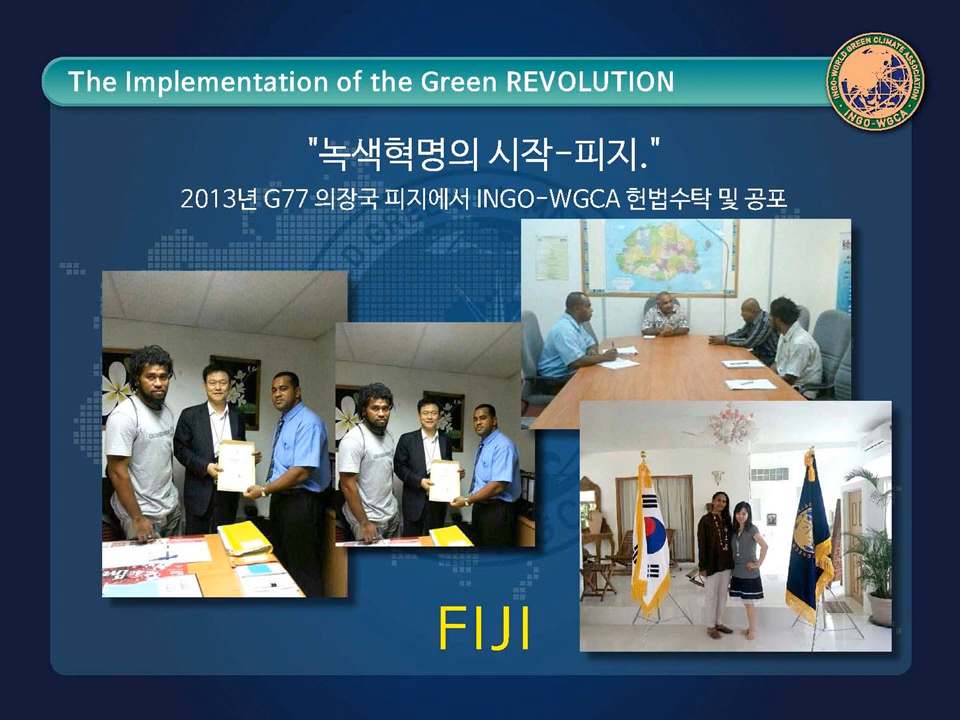 The Implementation of the Green REVOLUTION
INGO-WORLD GREEN CLIMATE ASSOCIATION
INGO-WGCA
"녹색혁명의 시작-피지."
2013년 G77 의장국 피지에서 INGO-WGCA 헌법수탁 및 공포
FIJI